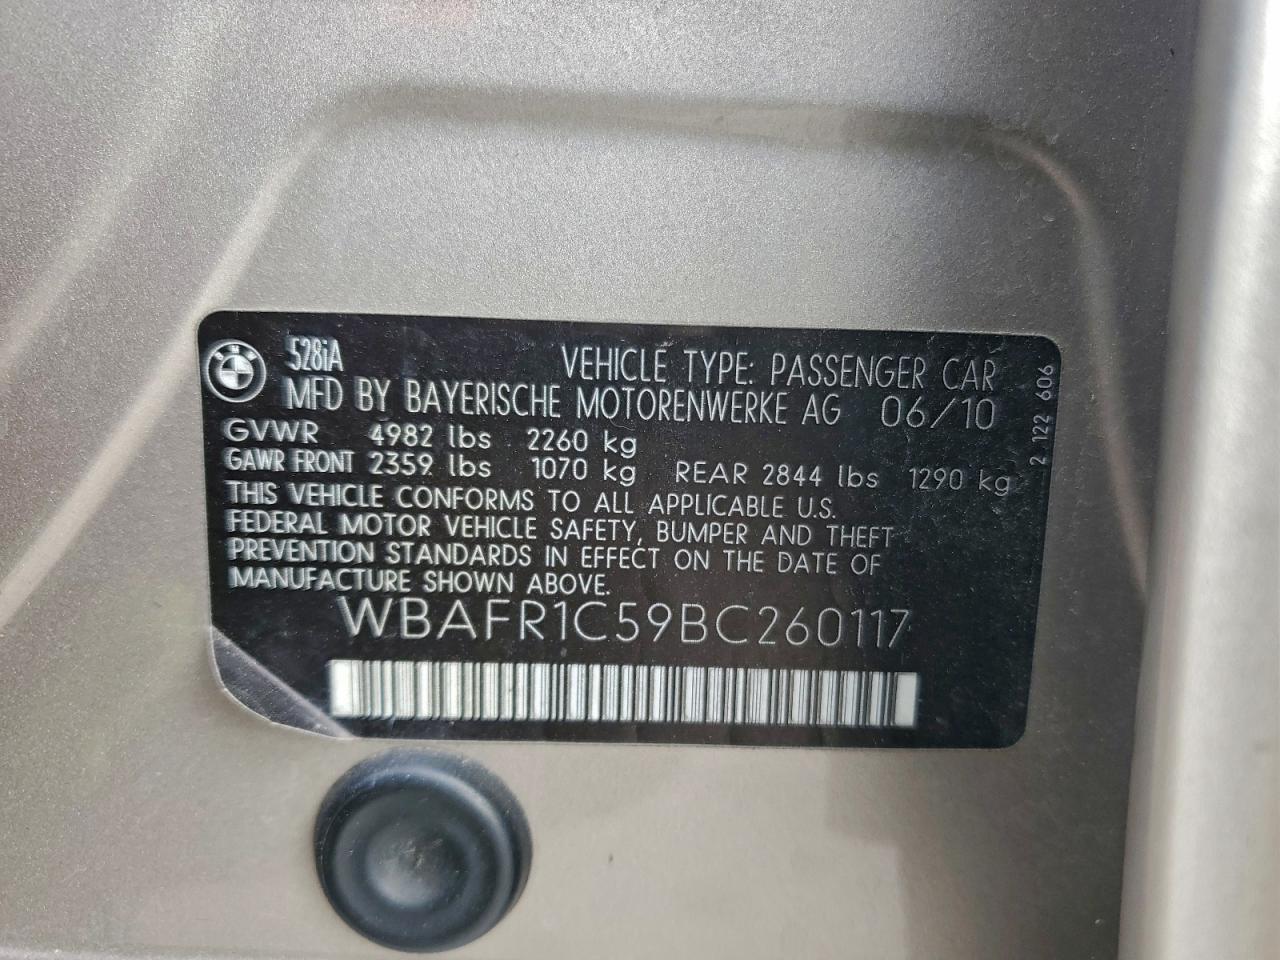 528iA
VEHICLE TYPE: PASSENGER CAR
MFD BY BAYERISCHE MOTORENWERKE AG 06/10
GVWR 4982 lbs 2260 kg
GAWR FRONT 2359 lbs 1070 kg REAR 2844 lbs 1290 kg
THIS VEHICLE CONFORMS TO ALL APPLICABLE U.S.
FEDERAL MOTOR VEHICLE SAFETY, BUMPER AND THEFT
PREVENTION STANDARDS IN EFFECT ON THE DATE OF
MANUFACTURE SHOWN ABOVE.
WBAFR1C59BC260117
2 122 606